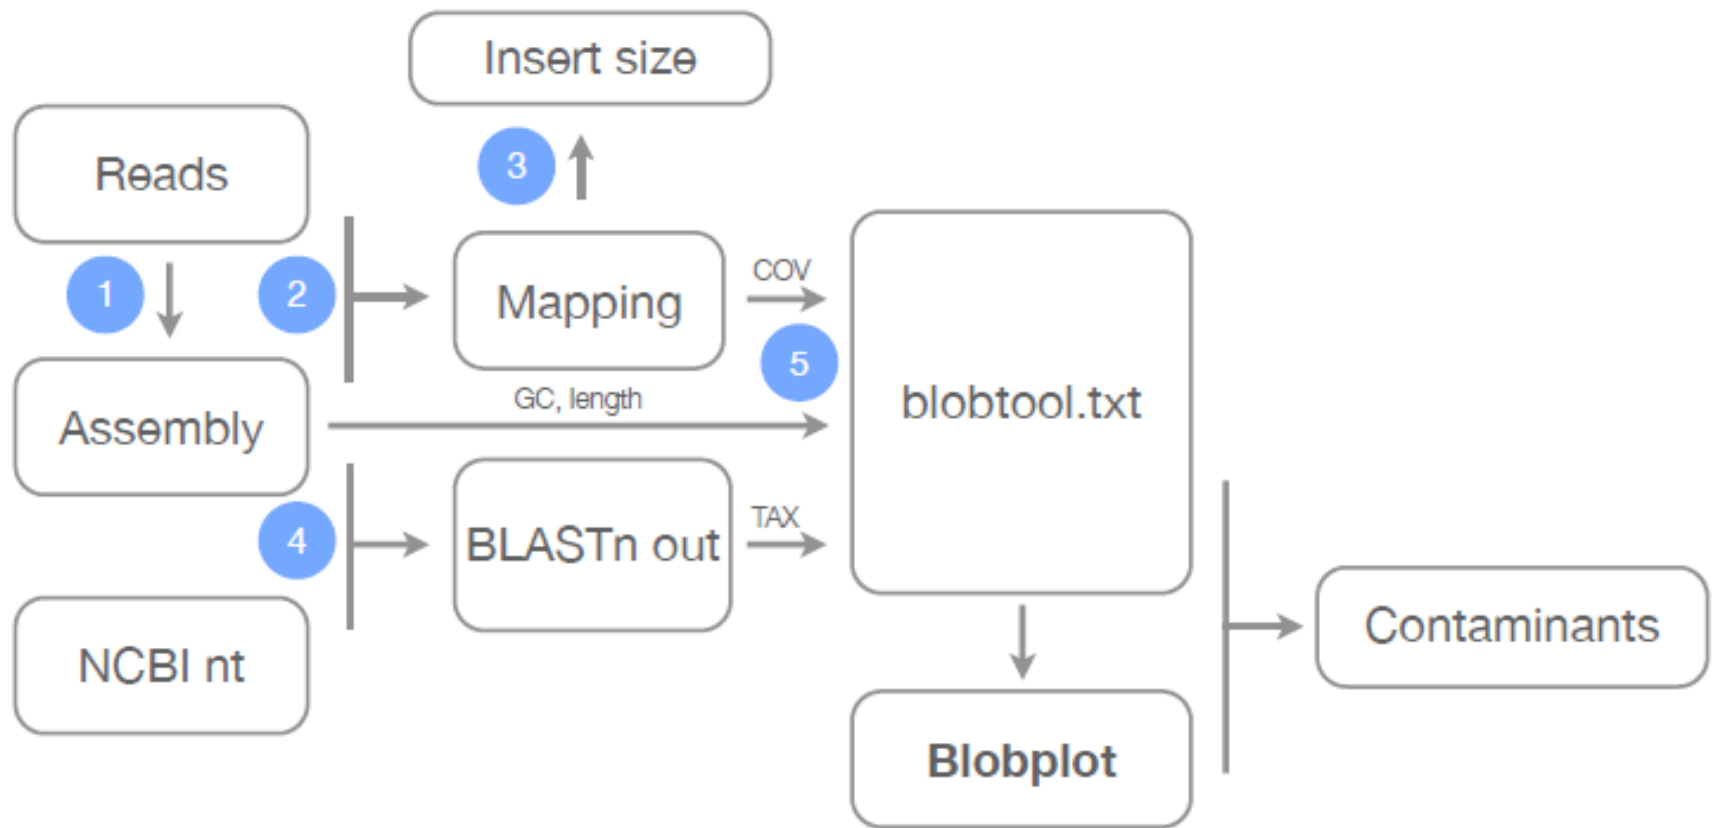 Insert size
Reads
3
1
2
Mapping
COV
5
GC, length
Assembly
blobtool.txt
4
BLASTn out
TAX
NCBI nt
Contaminants
Blobplot